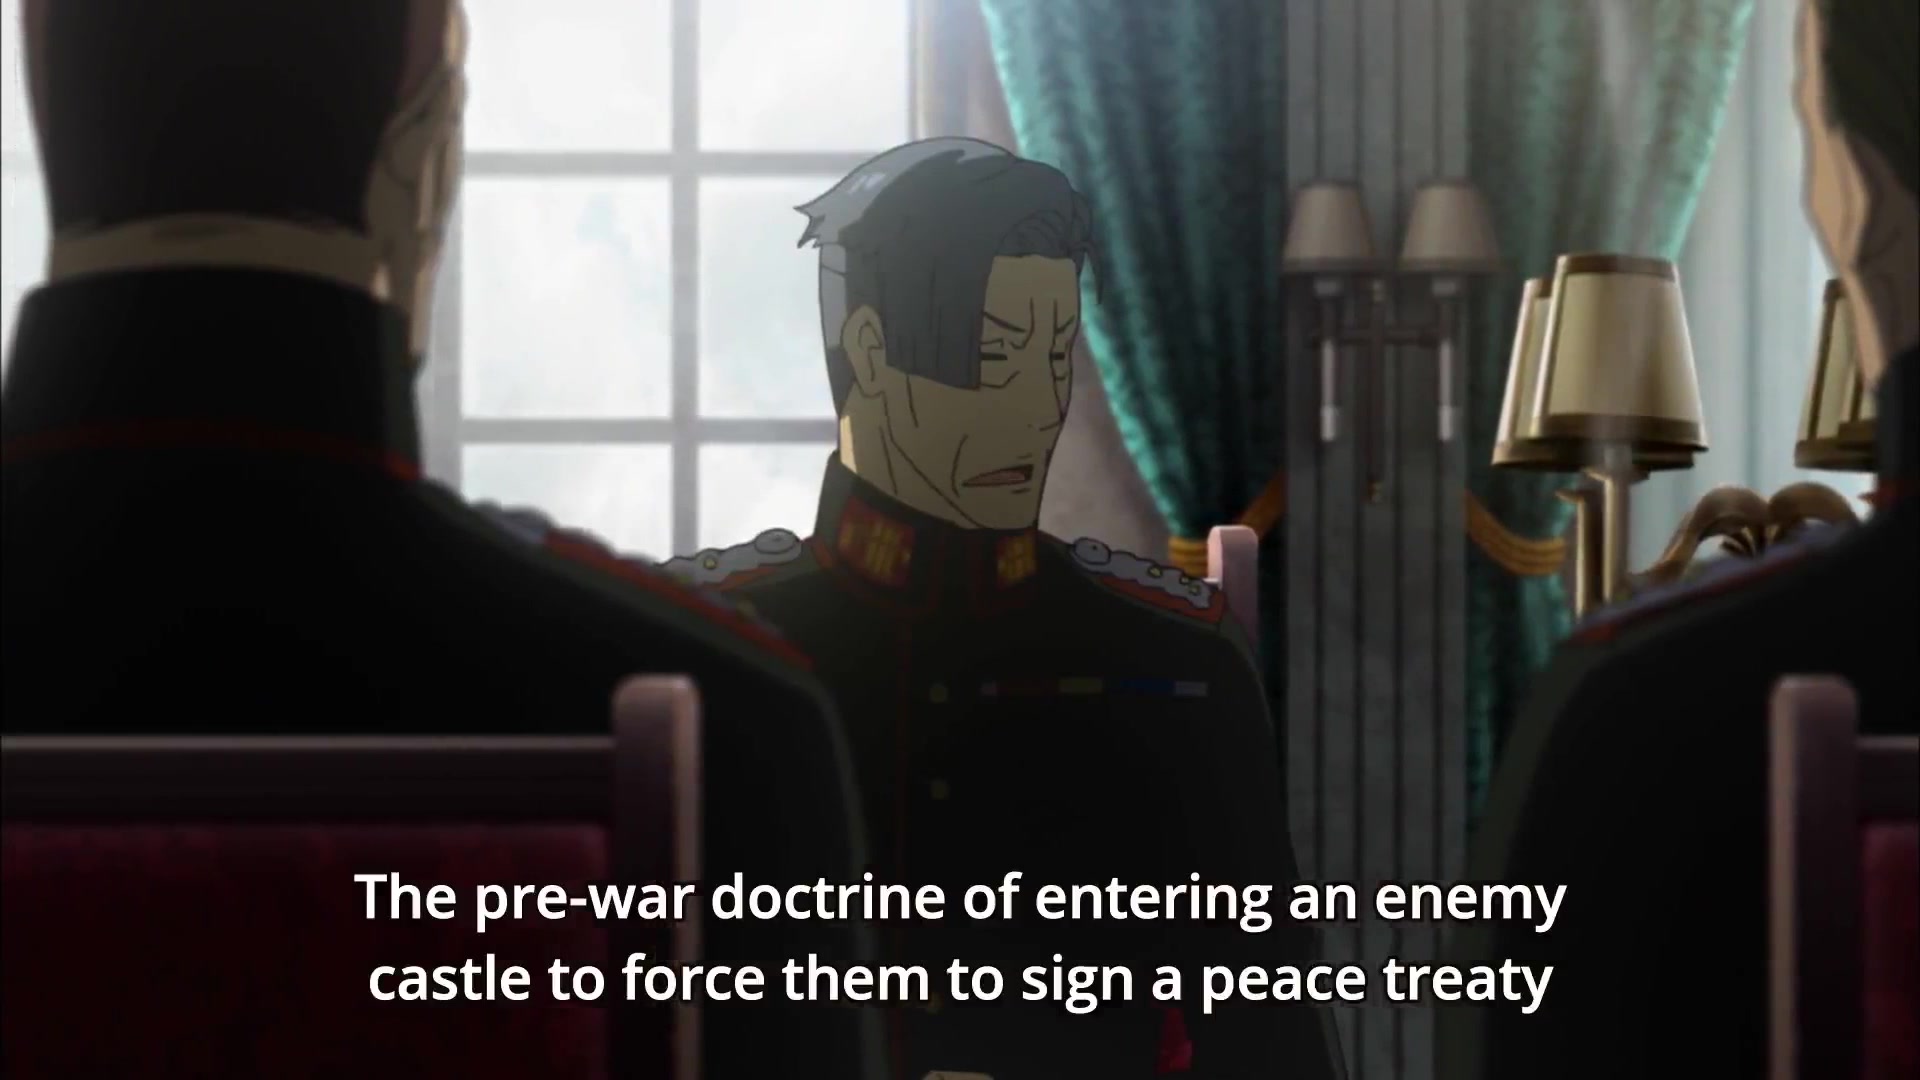 The pre-war doctrine of entering an enemy
castle to force them to sign a peace treaty